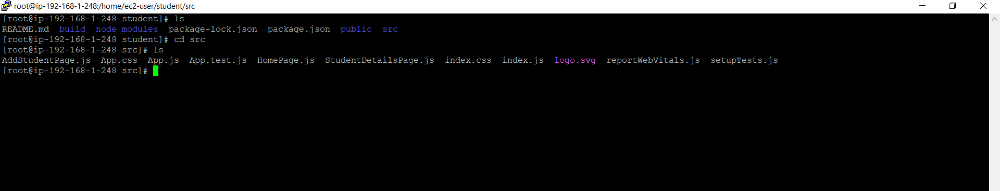 root@ip-192-168-1-248:/home/ec2-user/student/src
[root@ip-192-168-1-248 student]# ls
README.md  build  node_modules  package-lock.json  package.json  public  src
[root@ip-192-168-1-248 student]# cd src
[root@ip-192-168-1-248 src]# ls
AddStudentPage.js  App.css  App.js  App.test.js  HomePage.js  StudentDetailsPage.js  index.css  index.js  logo.svg  reportWebVitals.js  setupTests.js
[root@ip-192-168-1-248 src]#